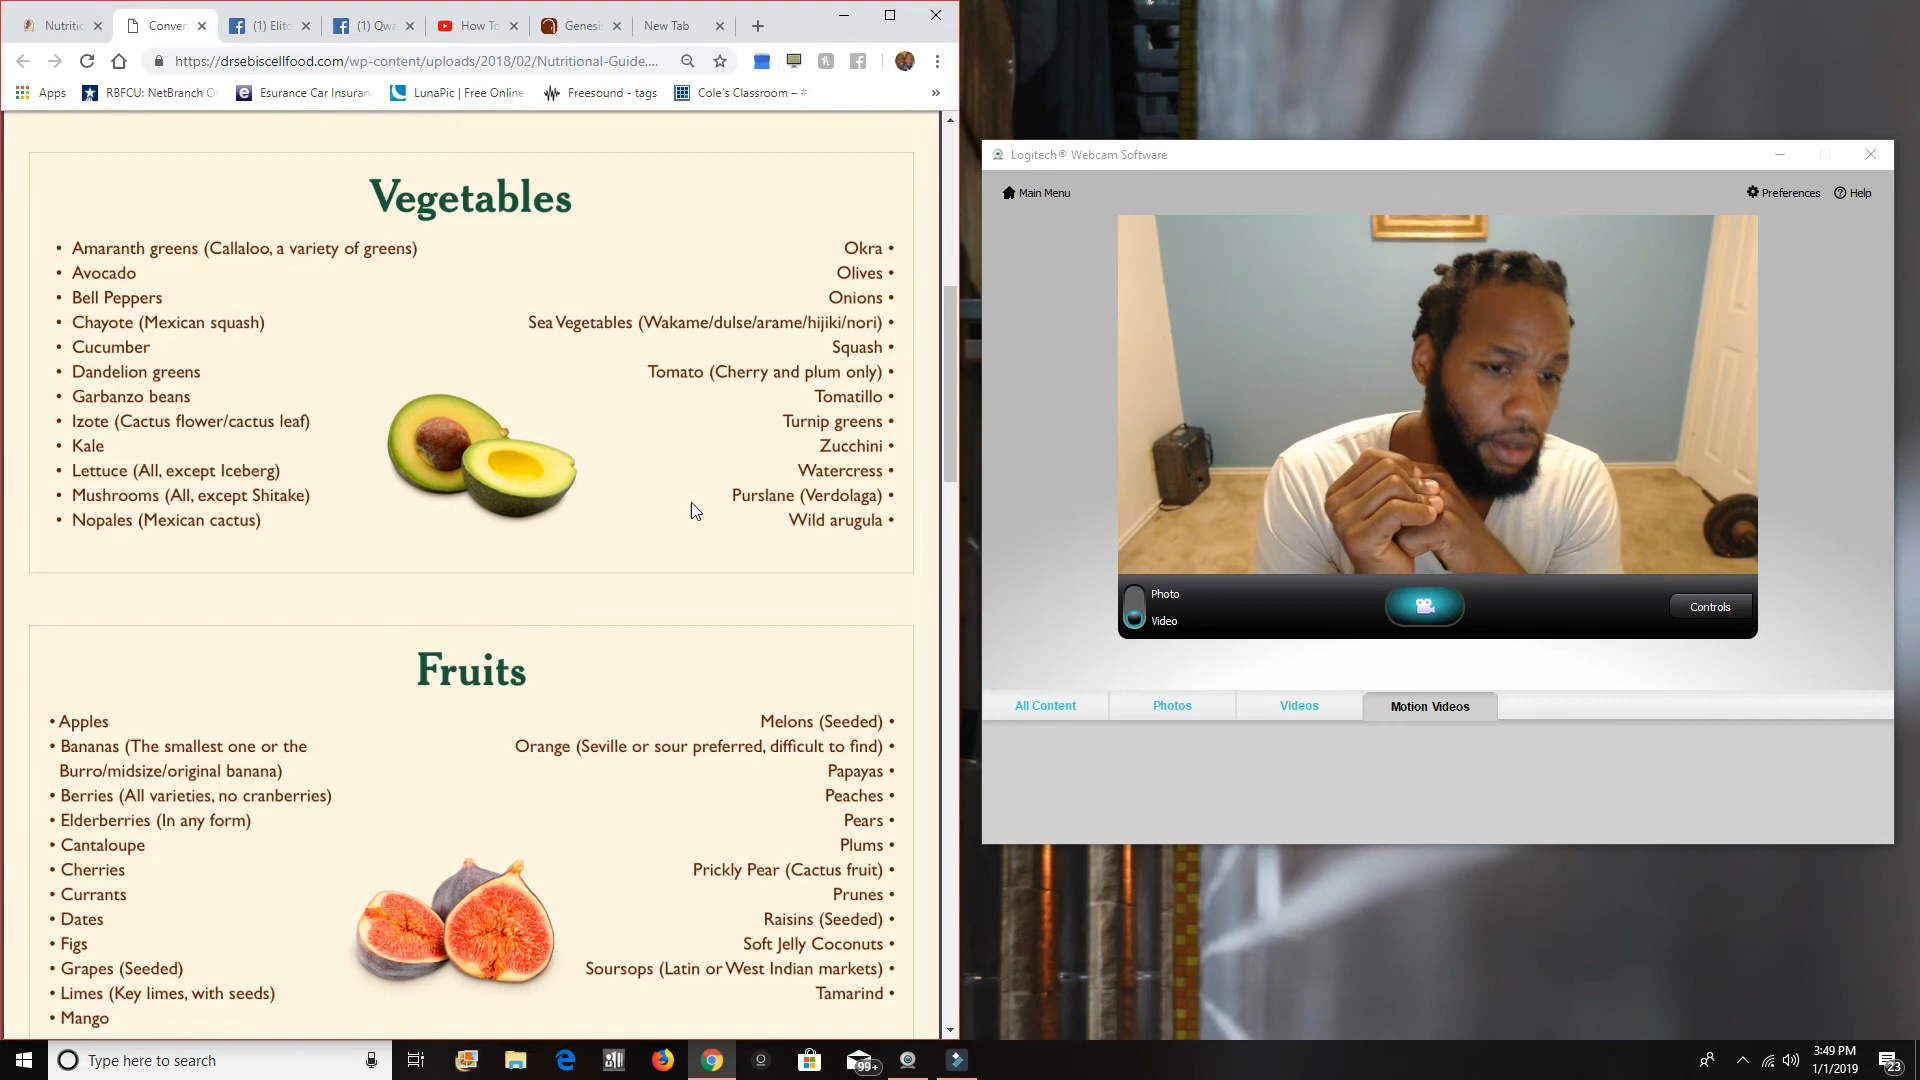 Nutritic
Conver
(1) Elito
(1) Qwa
How To
Genesi
New Tab
https://drsebiscellfood.com/wp-content/uploads/2018/02/Nutritional-Guide....
Apps
RBFCU: NetBranch O
Esurance Car Insuran
LunaPic | Free Online
Freesound - tags
Cole's Classroom – #
»
Vegetables
• Amaranth greens (Callaloo, a variety of greens)
• Avocado
• Bell Peppers
• Chayote (Mexican squash)
• Cucumber
• Dandelion greens
• Garbanzo beans
• Izote (Cactus flower/cactus leaf)
• Kale
• Lettuce (All, except Iceberg)
• Mushrooms (All, except Shitake)
• Nopales (Mexican cactus)
Okra •
Olives •
Onions •
Sea Vegetables (Wakame/dulse/arame/hijiki/nori) •
Squash •
Tomato (Cherry and plum only) •
Tomatillo •
Turnip greens •
Zucchini •
Watercress •
Purslane (Verdolaga) •
Wild arugula •
Fruits
• Apples
• Bananas (The smallest one or the
Burro/midsize/original banana)
• Berries (All varieties, no cranberries)
• Elderberries (In any form)
• Cantaloupe
• Cherries
• Currants
• Dates
• Figs
• Grapes (Seeded)
• Limes (Key limes, with seeds)
• Mango
Melons (Seeded) •
Orange (Seville or sour preferred, difficult to find) •
Papayas •
Peaches •
Pears •
Plums •
Prickly Pear (Cactus fruit) •
Prunes •
Raisins (Seeded) •
Soft Jelly Coconuts •
Soursops (Latin or West Indian markets) •
Tamarind •
Logitech® Webcam Software
Main Menu
Preferences
Help
Photo
Video
Controls
All Content
Photos
Videos
Motion Videos
Type here to search
99+
3:49 PM
1/1/2019
23